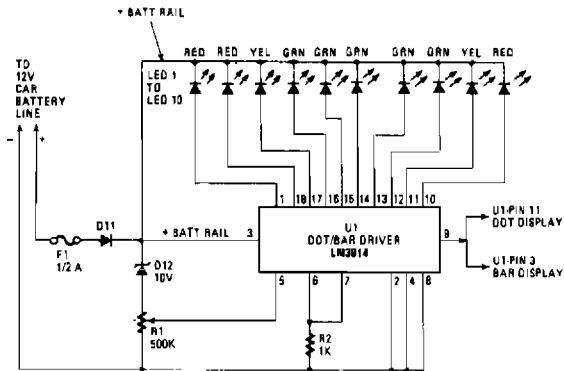 + BATT RAIL
TO
12V
CAR
BATTERY
LINE
- +
RED RED YEL GRN GRN GRN GRN GRN YEL RED
LED 1
TO
LED 10
1 18 17 16 15 14 13 12 11 10
D11
F1
1/2 A
+BATT RAIL
3
U1
DOT/BAR DRIVER
LM3914
9
U1-PIN 11
DOT DISPLAY
U1-PIN 3
BAR DISPLAY
D12
10V
5 6 7 2 4 8
R1
500K
R2
1K